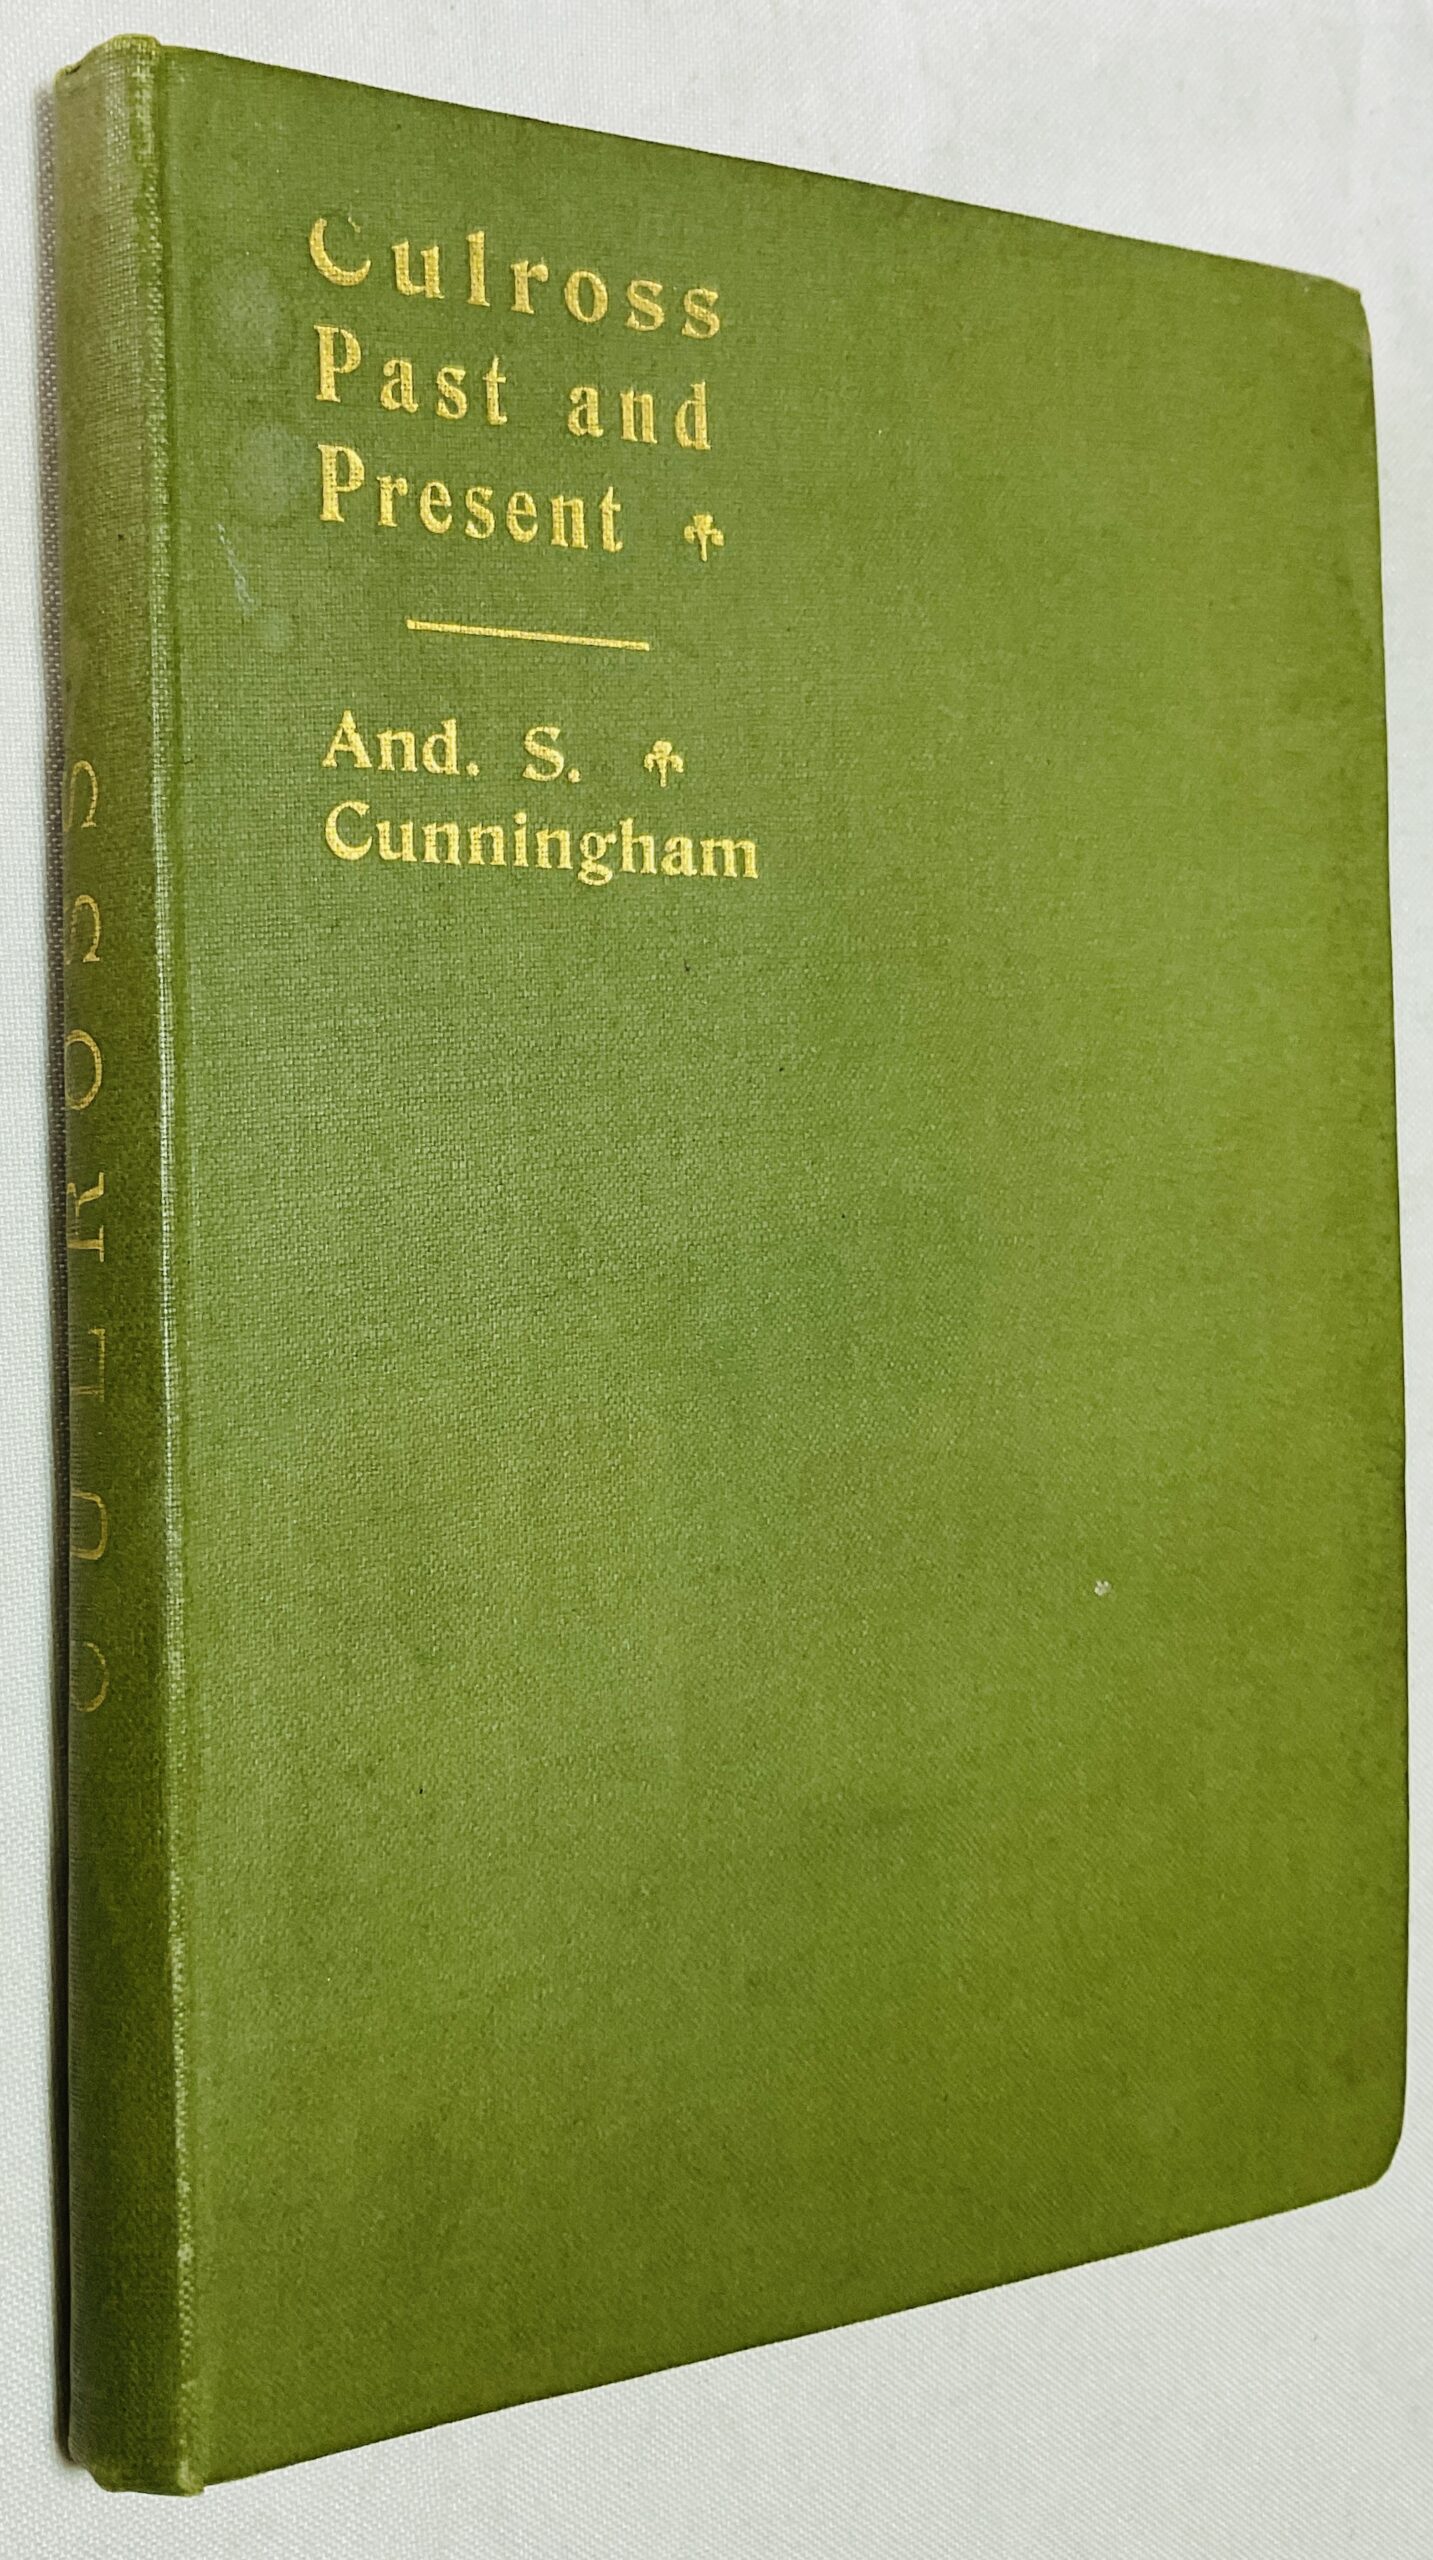 Culross
Past and
Present
And. S.
Cunningham
CULROSS